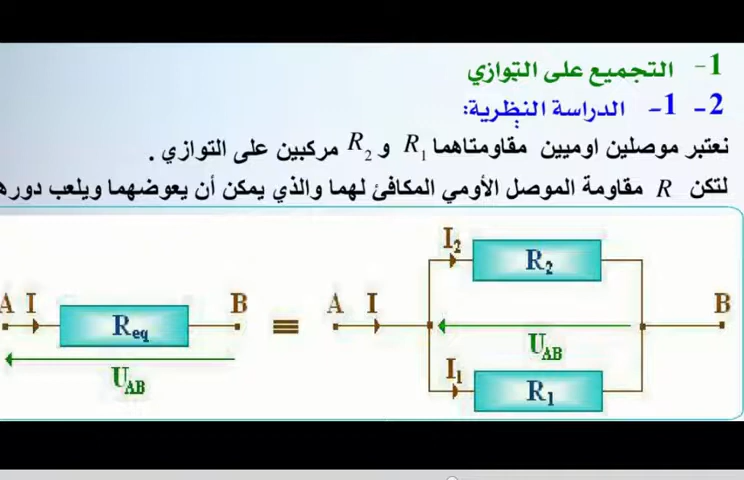 1- التجميع على التوازي
2- 1- الدراسة النظرية:
نعتبر موصلين اوميين مقاومتاهما R1 و R2 مركبين على التوازي .
لتكن R مقاومة الموصل الأومي المكافئ لهما والذي يمكن أن يعوضهما ويلعب
A I Req B ≡ A I I2 R2 B
UAB
UAB
I1 R1